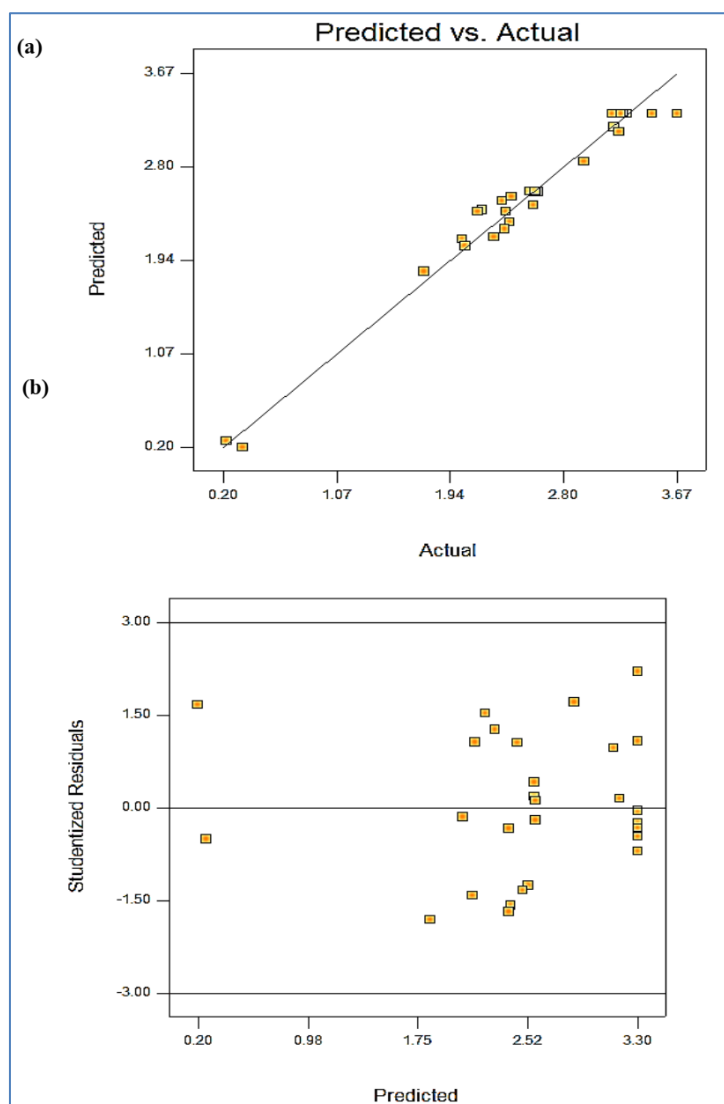 (a)
Predicted vs. Actual
3.67
2.80
1.94
1.07
0.20
Predicted
0.20 1.07 1.94 2.80 3.67
Actual
(b)
3.00
1.50
0.00
-1.50
-3.00
Studentized Residuals
0.20 0.98 1.75 2.52 3.30
Predicted